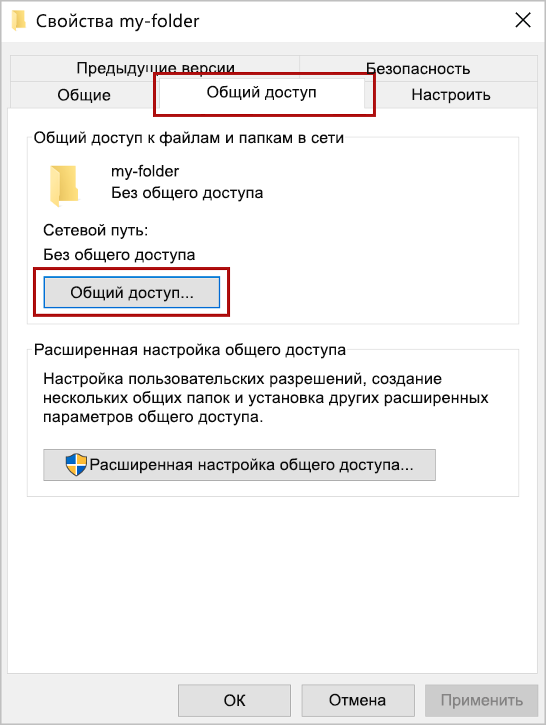 Свойства my-folder
Предыдущие версии
Безопасность
Общие
Общий доступ
Настроить
Общий доступ к файлам и папкам в сети
my-folder
Без общего доступа
Сетевой путь:
Без общего доступа
Общий доступ...
Расширенная настройка общего доступа
Настройка пользовательских разрешений, создание
нескольких общих папок и установка других расширенных
параметров общего доступа.
Расширенная настройка общего доступа...
ОК
Отмена
Применить